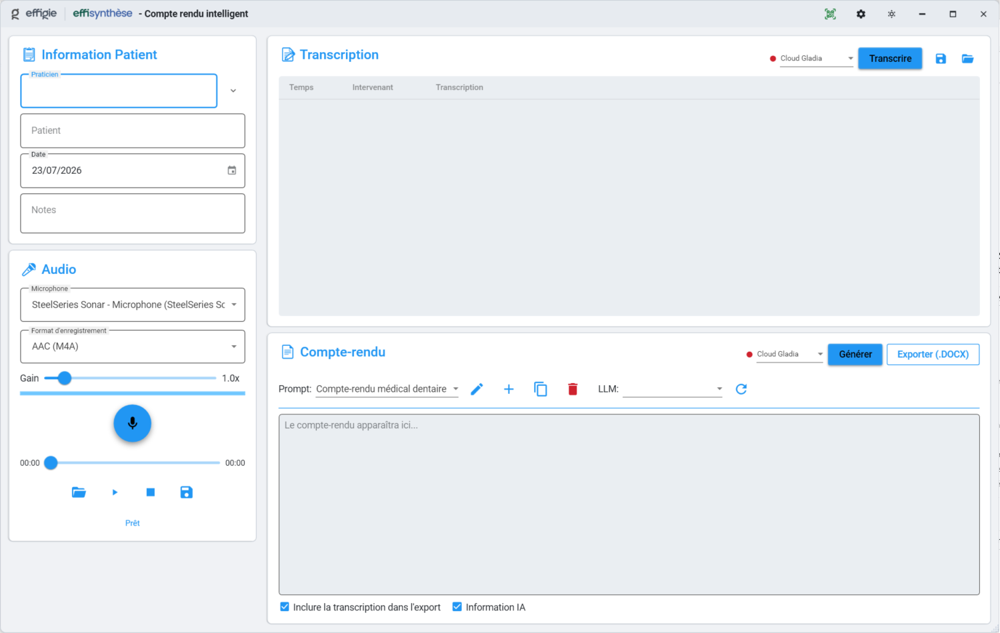 effigie effisynthèse - Compte rendu intelligent
Information Patient
Praticien
Patient
Date
23/07/2026
Notes
Audio
Microphone
SteelSeries Sonar - Microphone (SteelSeries Sc
Format d'enregistrement
AAC (M4A)
Gain 1.0x
00:00 00:00
Prêt
Transcription
Cloud Gladia Transcrire
Temps Intervenant Transcription
Compte-rendu
Cloud Gladia Générer Exporter (.DOCX)
Prompt: Compte-rendu médical dentaire LLM:
Le compte-rendu apparaîtra ici...
Inclure la transcription dans l'export Information IA